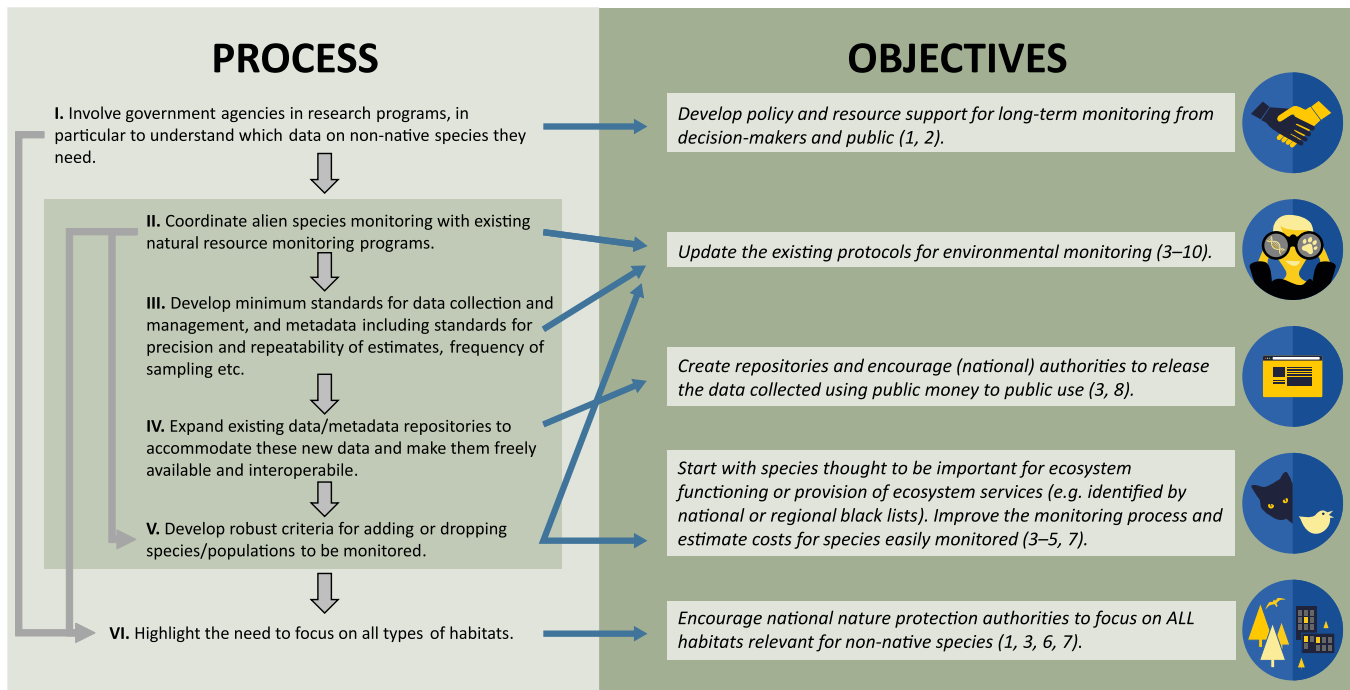 PROCESS
I. Involve government agencies in research programs, in
particular to understand which data on non-native species they
need.
II. Coordinate alien species monitoring with existing
natural resource monitoring programs.
III. Develop minimum standards for data collection and
management, and metadata including standards for
precision and repeatability of estimates, frequency of
sampling etc.
IV. Expand existing data/metadata repositories to
accommodate these new data and make them freely
available and interoperable.
V. Develop robust criteria for adding or dropping
species/populations to be monitored.
VI. Highlight the need to focus on all types of habitats.
OBJECTIVES
Develop policy and resource support for long-term monitoring from
decision-makers and public (1, 2).
Update the existing protocols for environmental monitoring (3–10).
Create repositories and encourage (national) authorities to release
the data collected using public money to public use (3, 8).
Start with species thought to be important for ecosystem
functioning or provision of ecosystem services (e.g. identified by
national or regional black lists). Improve the monitoring process and
estimate costs for species easily monitored (3–5, 7).
Encourage national nature protection authorities to focus on ALL
habitats relevant for non-native species (1, 3, 6, 7).